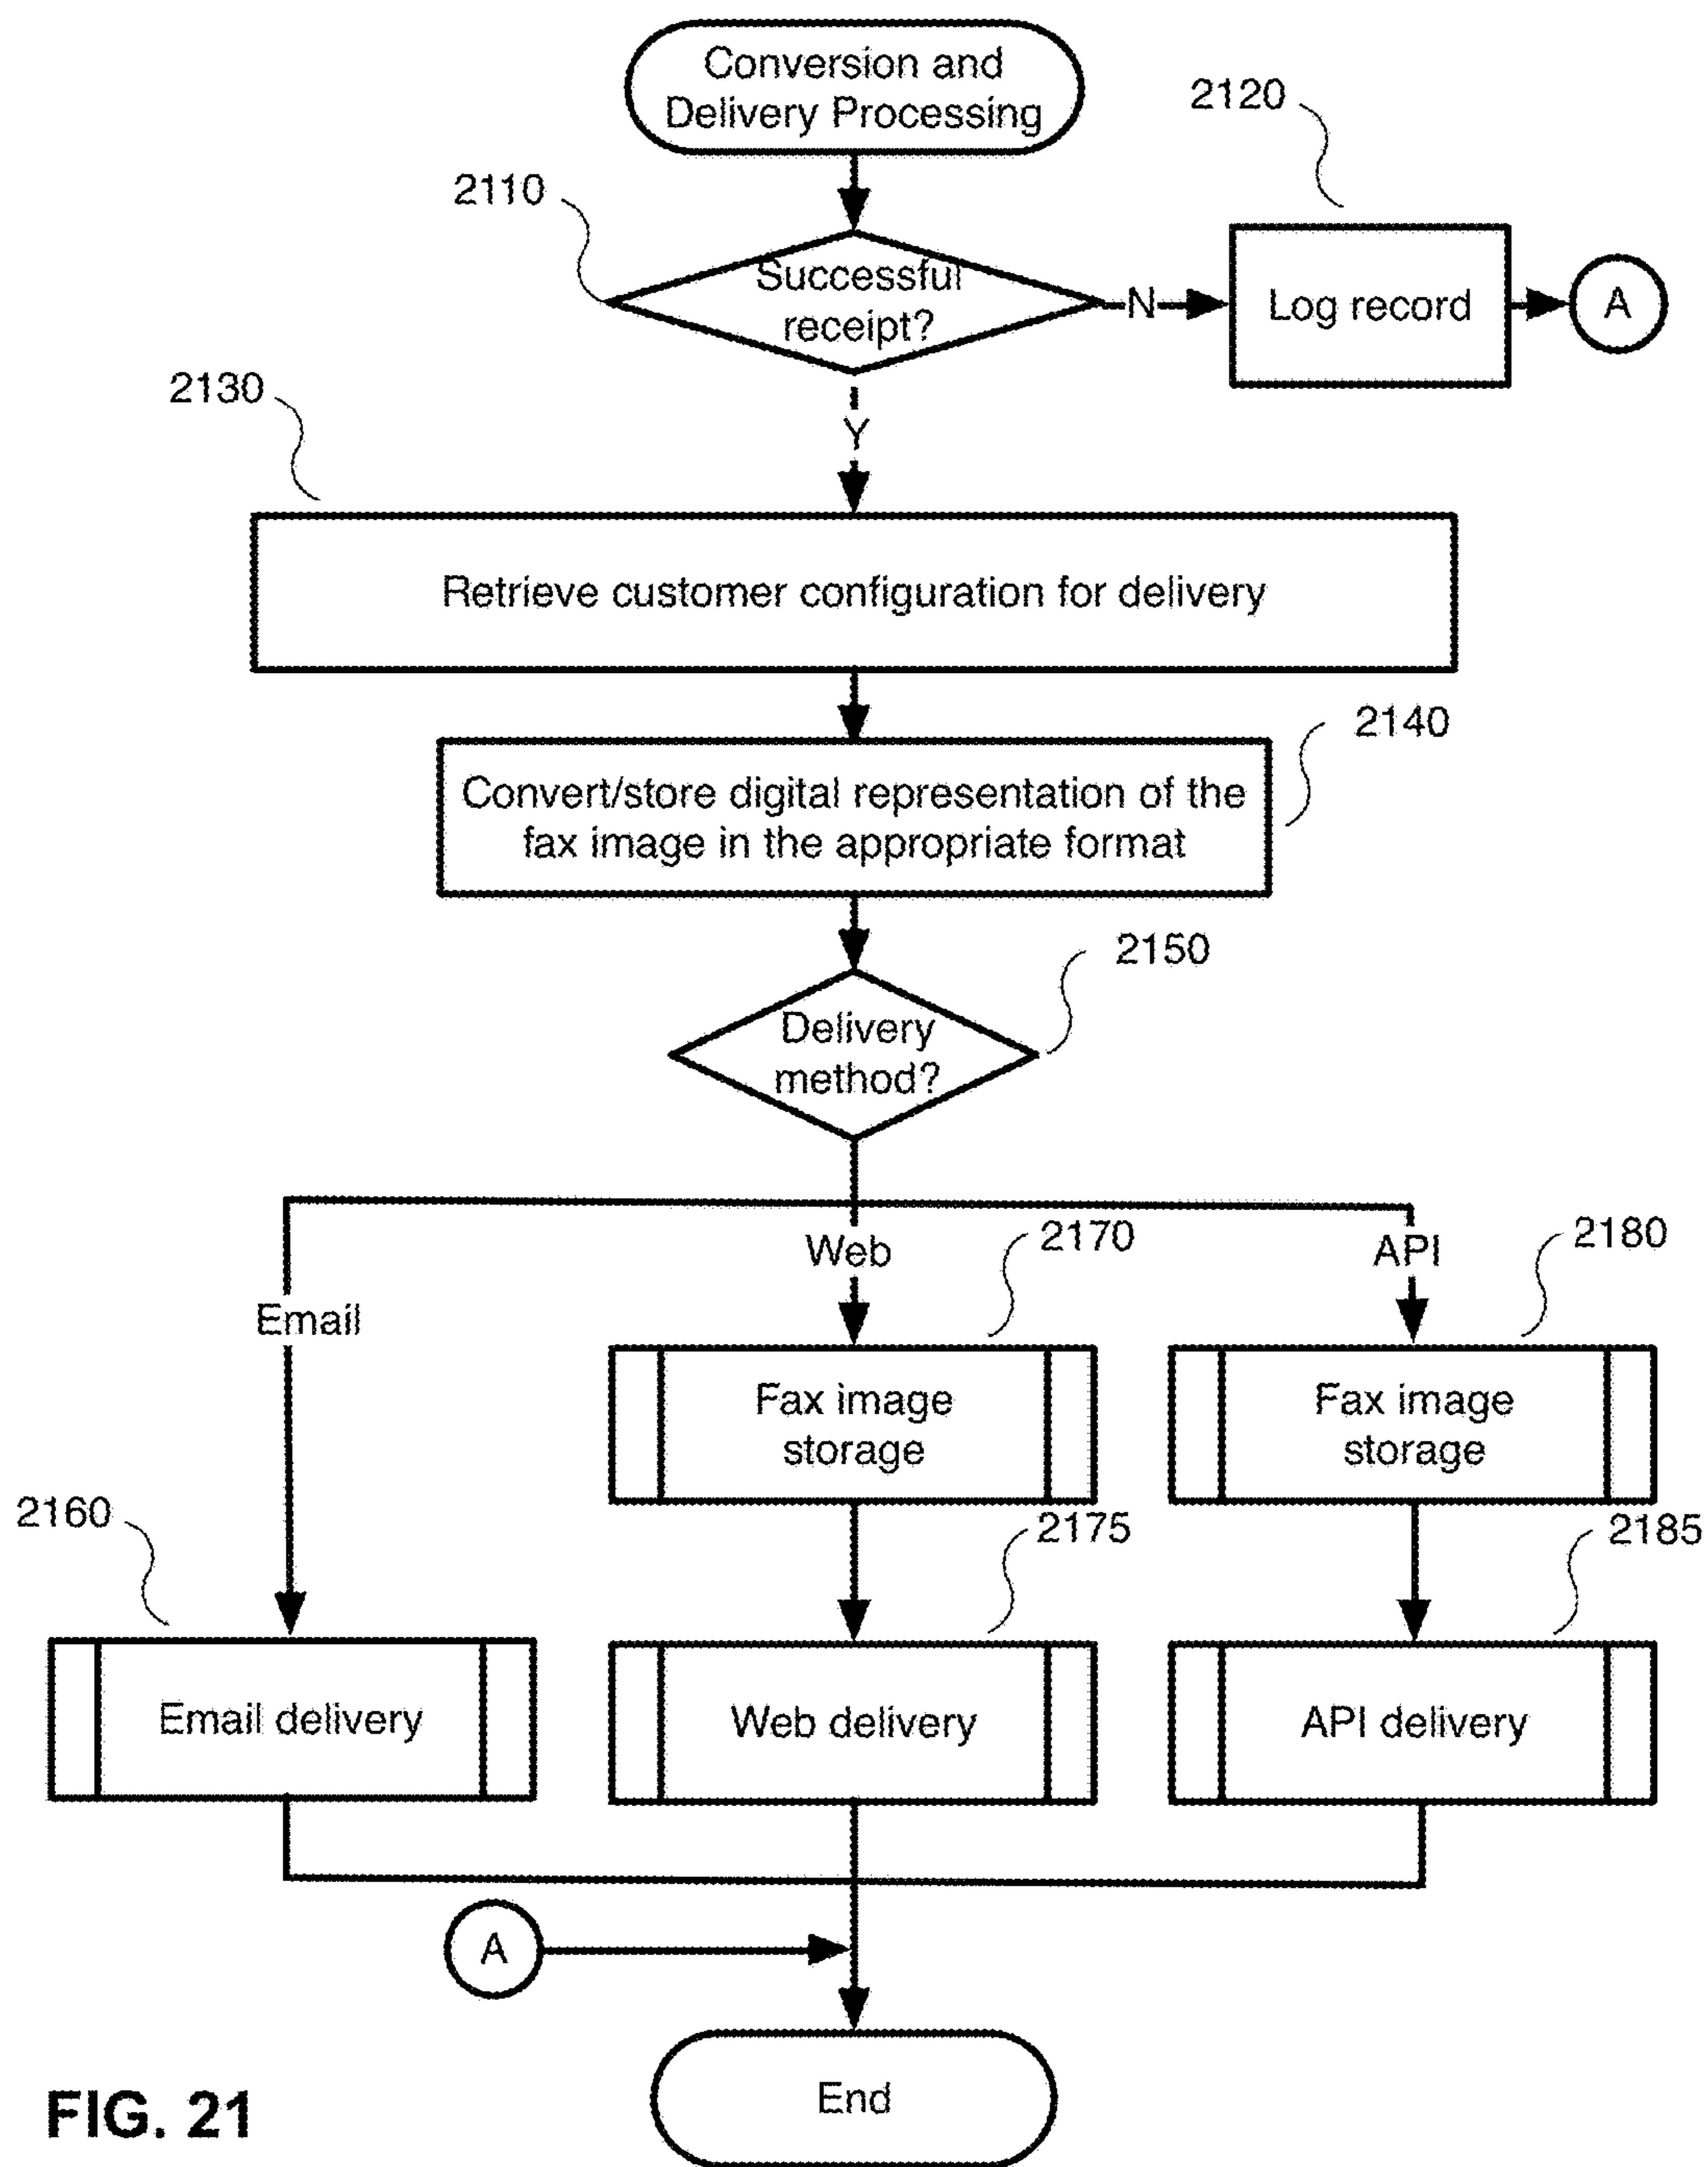 Conversion and
Delivery Processing
2120
2110
Successful
receipt?
N
Log record
A
2130
Y
Retrieve customer configuration for delivery
2140
Convert/store digital representation of the
fax image in the appropriate format
2150
Delivery
method?
Web
2170
API
2180
Email
Fax image
storage
Fax image
storage
2160
2175
2185
Email delivery
Web delivery
API delivery
A
End
FIG. 21